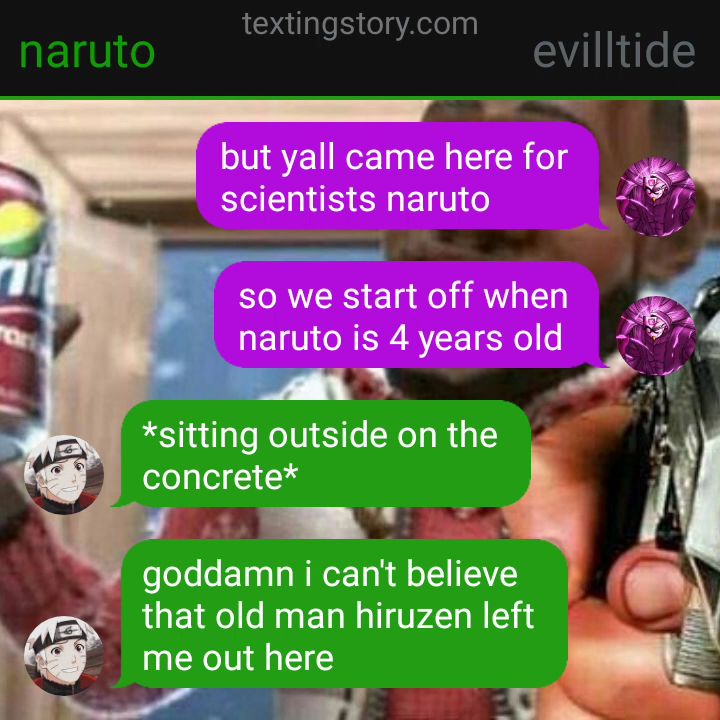 textingstory.com
naruto
evilltide
but yall came here for
scientists naruto
so we start off when
naruto is 4 years old
*sitting outside on the
concrete*
goddamn i can't believe
that old man hiruzen left
me out here